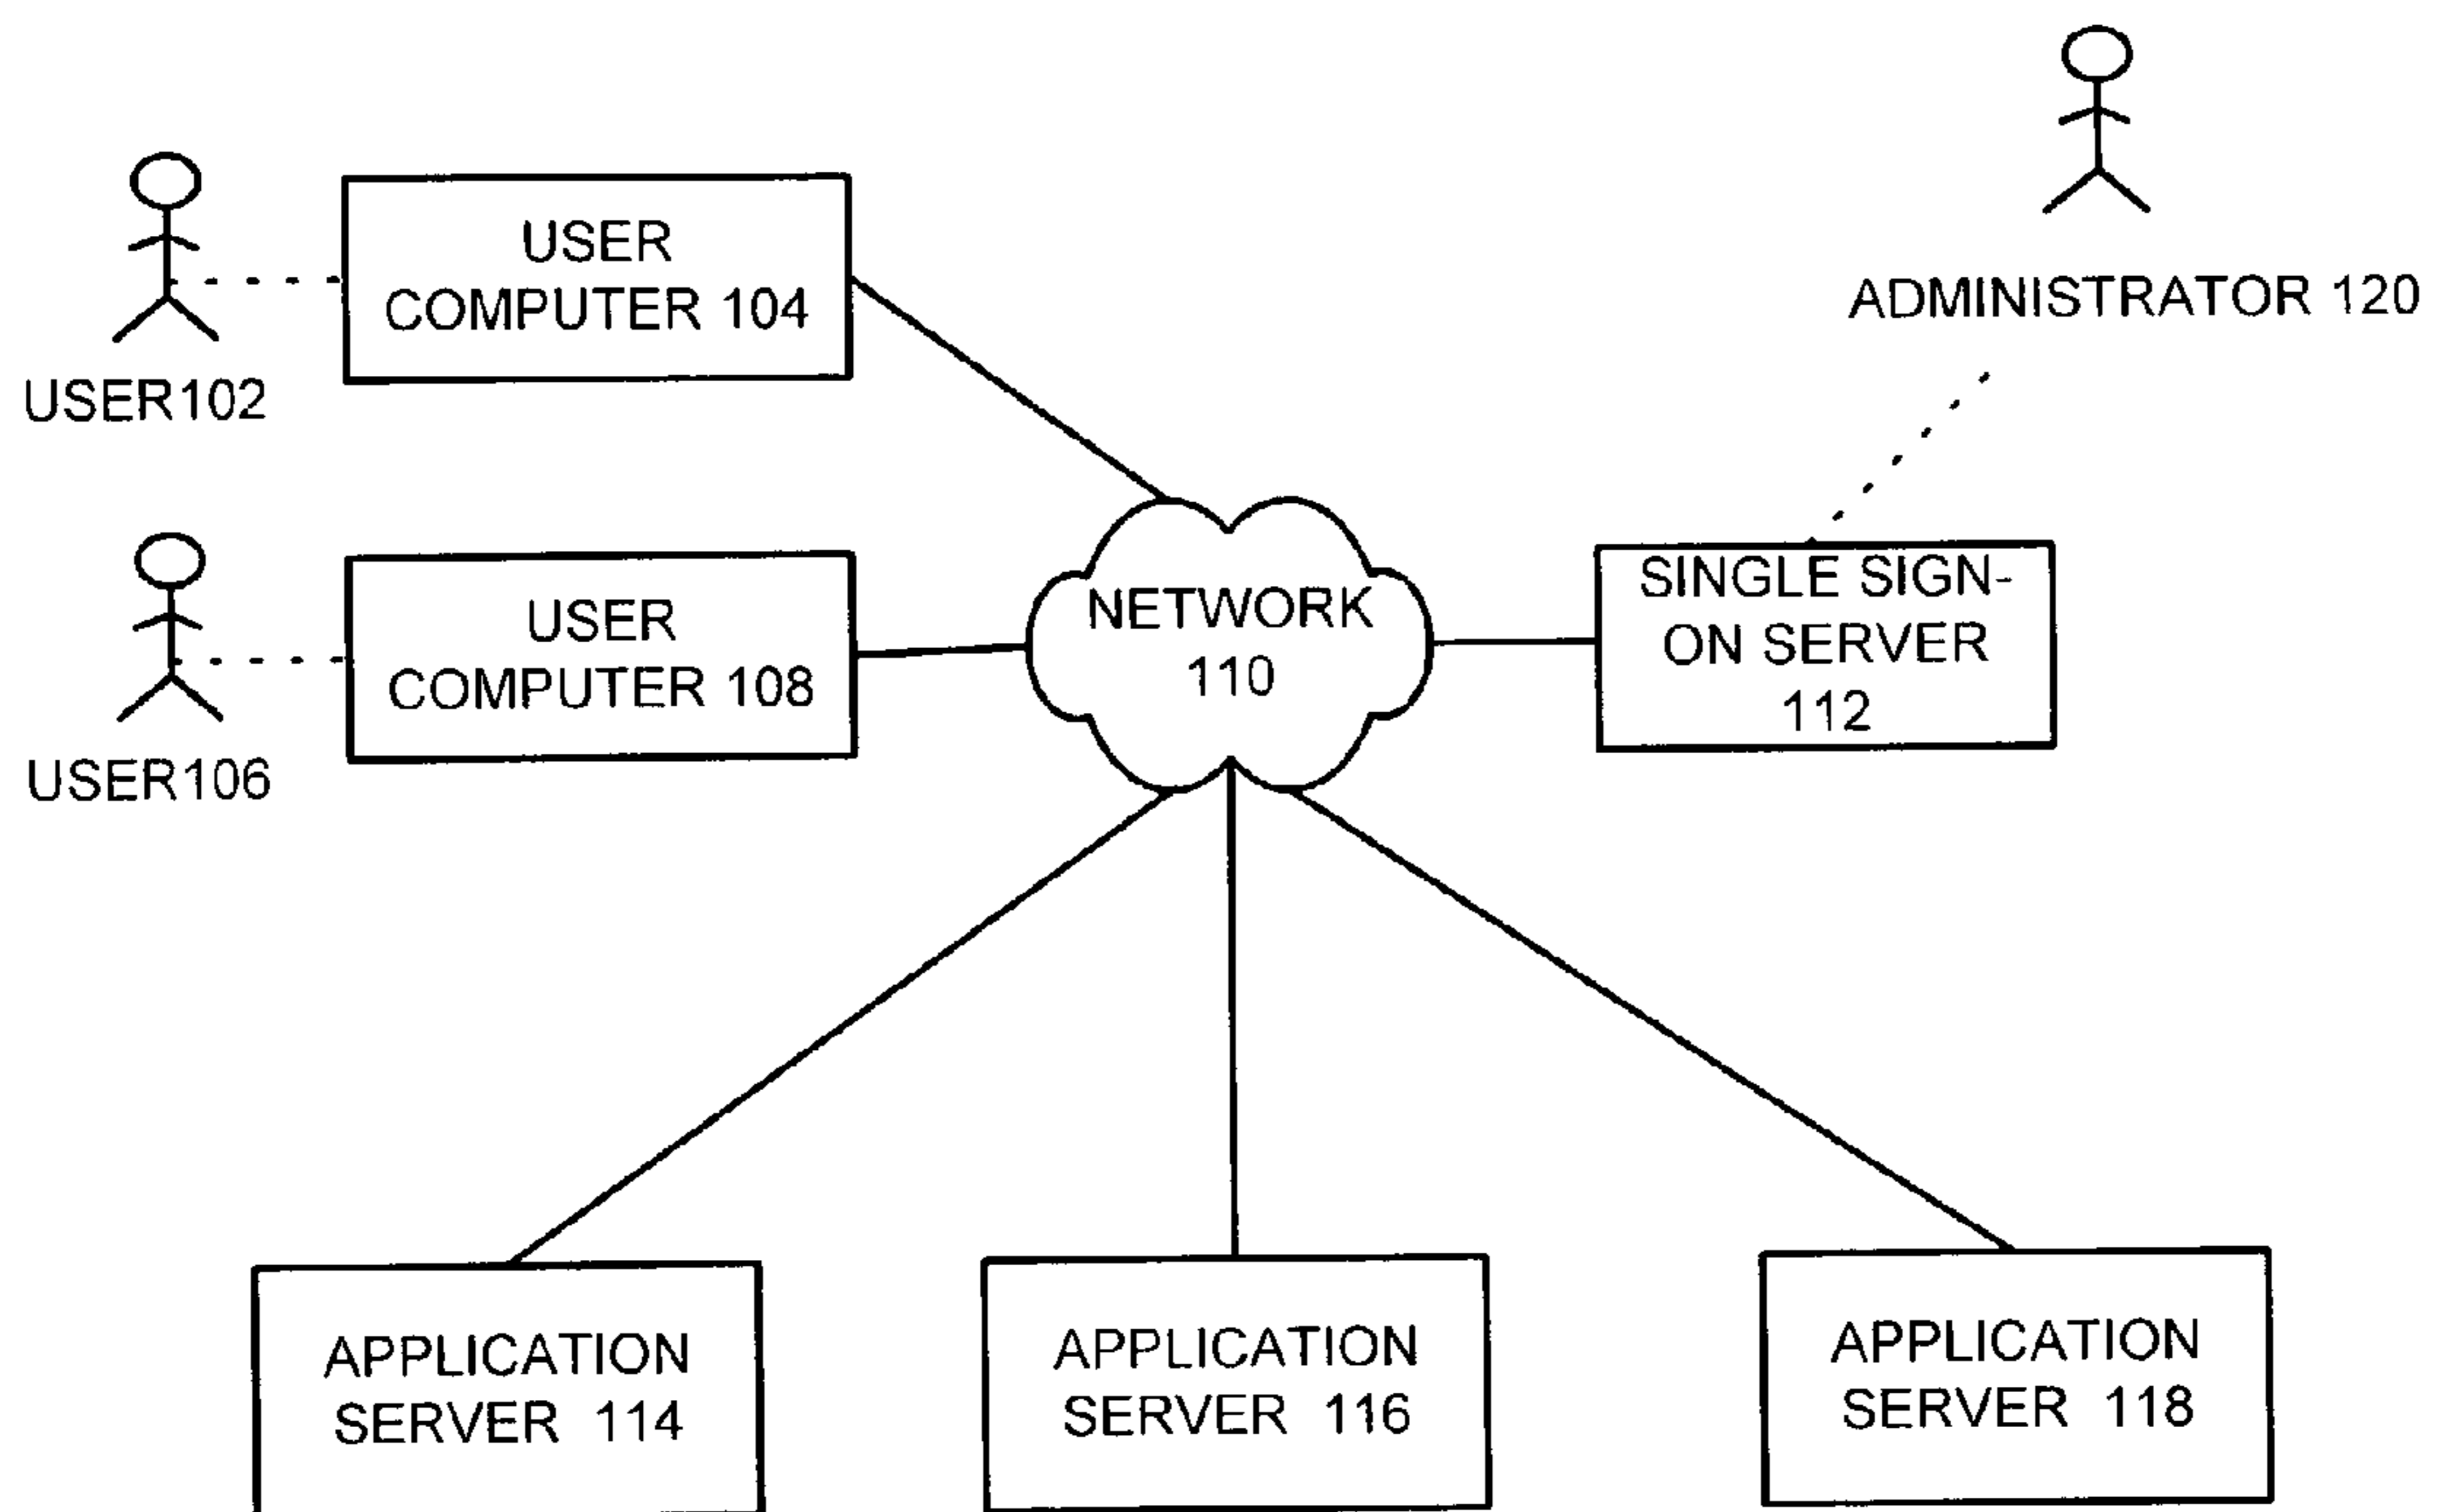 USER
COMPUTER 104
USER102
ADMINISTRATOR 120
USER
COMPUTER 108
USER106
NETWORK
110
SINGLE SIGN-
ON SERVER
112
APPLICATION
SERVER 114
APPLICATION
SERVER 116
APPLICATION
SERVER 118